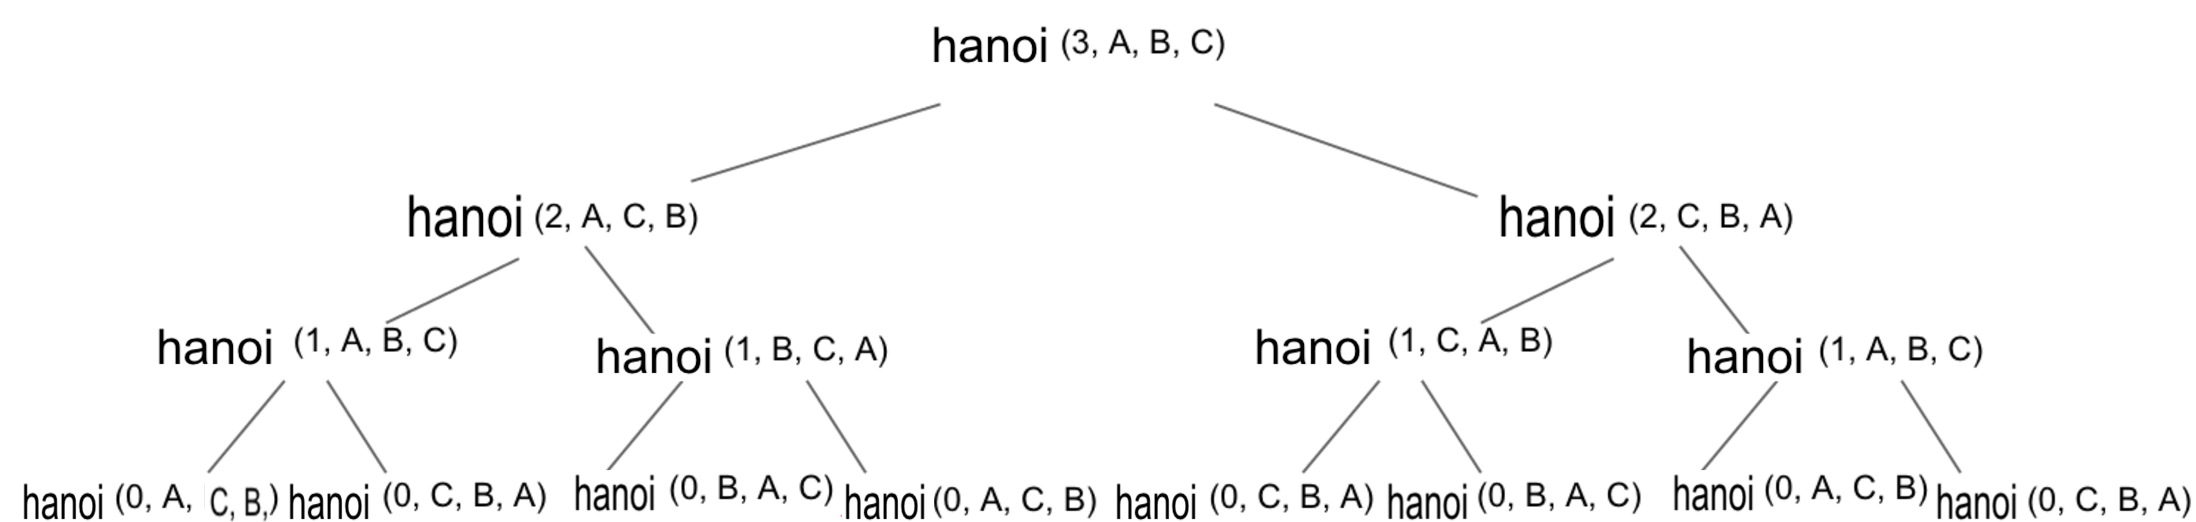 hanoi (3, A, B, C)
hanoi (2, A, C, B) hanoi (2, C, B, A)
hanoi (1, A, B, C) hanoi (1, B, C, A) hanoi (1, C, A, B) hanoi (1, A, B, C)
hanoi (0, A, C, B,) hanoi (0, C, B, A) hanoi (0, B, A, C) hanoi (0, A, C, B) hanoi (0, C, B, A) hanoi (0, B, A, C) hanoi (0, A, C, B) hanoi (0, C, B, A)